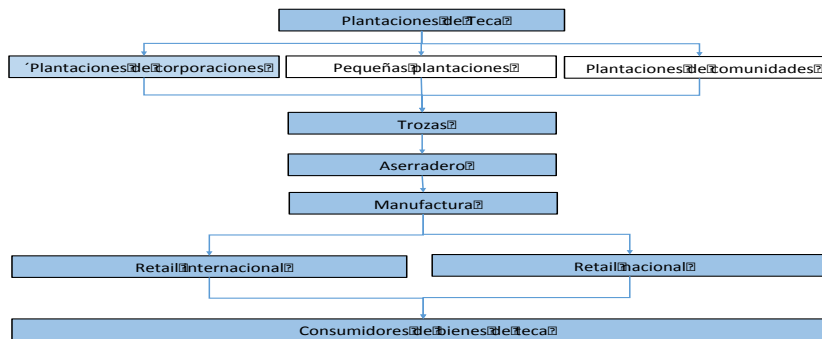 Plantaciones de Teca
´Plantaciones de corporaciones
Pequeñas plantaciones
Plantaciones de comunidades
Trozas
Aserradero
Manufactura
Retail internacional
Retail nacional
Consumidores de bienes de teca